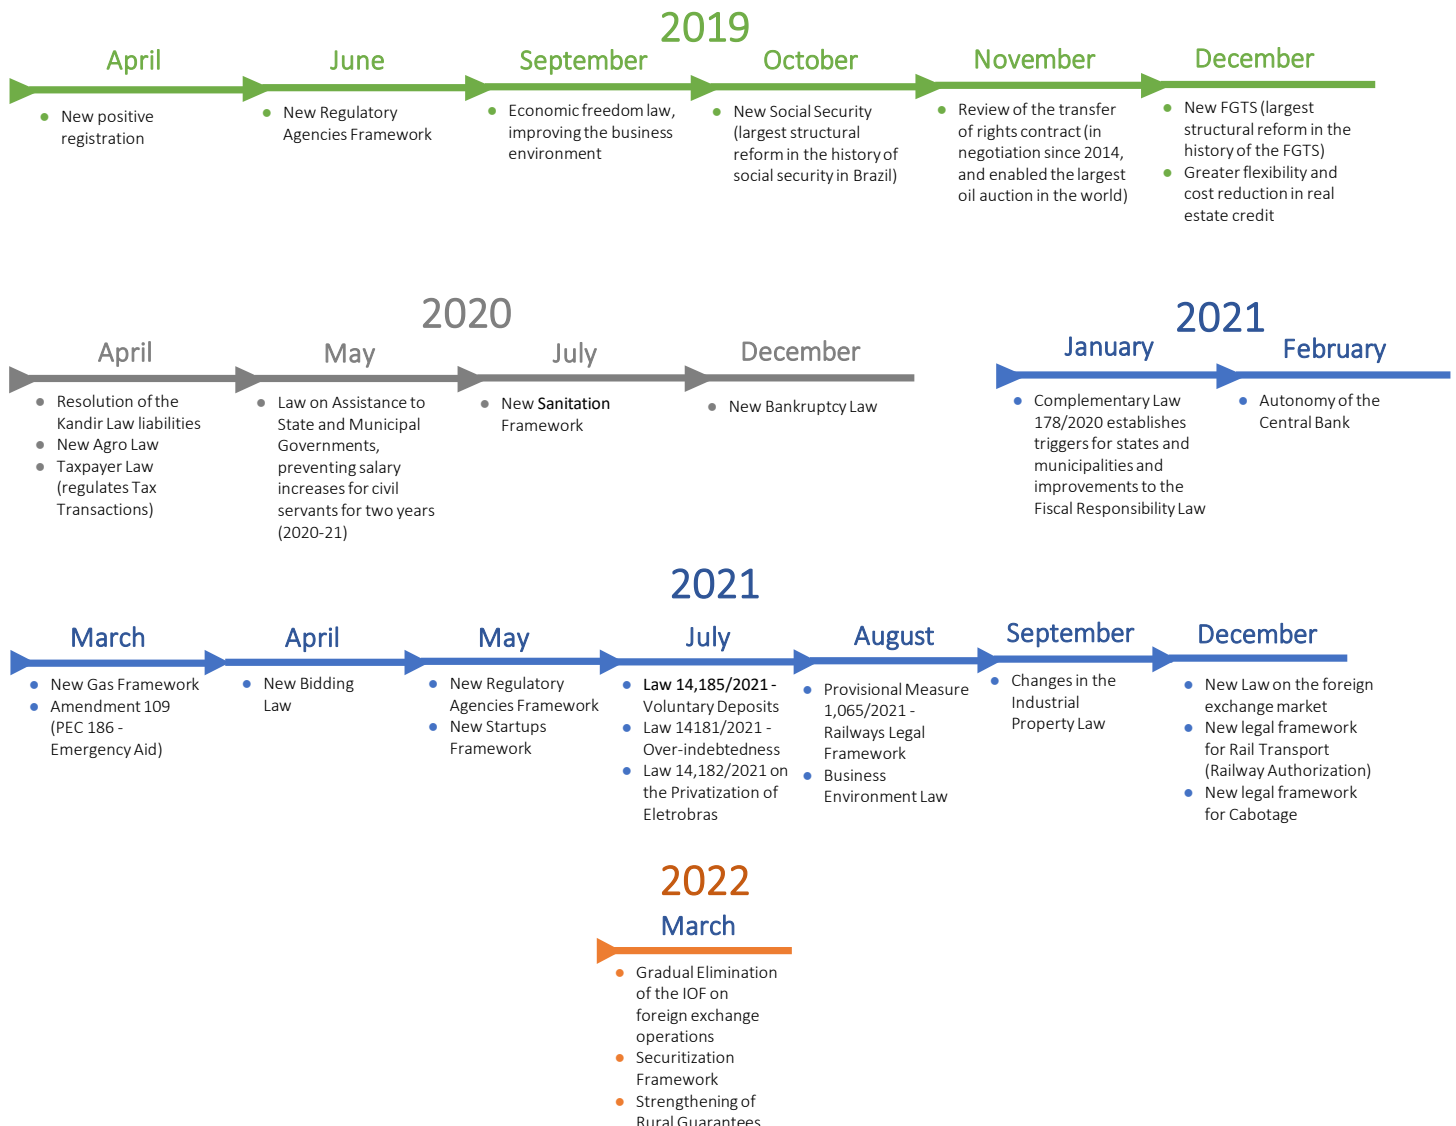 2019
April
New positive
registration
June
New Regulatory
Agencies Framework
September
Economic freedom law,
improving the business
environment
October
New Social Security
(largest structural
reform in the history of
social security in Brazil)
November
Review of the transfer
of rights contract (in
negotiation since 2014,
and enabled the largest
oil auction in the world)
December
New FGTS (largest
structural reform in the
history of the FGTS)
Greater flexibility and
cost reduction in real
estate credit
2020
April
Resolution of the
Kandir Law liabilities
New Agro Law
Taxpayer Law
(regulates Tax
Transactions)
May
Law on Assistance to
State and Municipal
Governments,
preventing salary
increases for civil
servants for two years
(2020-21)
July
New Sanitation
Framework
December
New Bankruptcy Law
2021
January
Complementary Law
178/2020 establishes
triggers for states and
municipalities and
improvements to the
Fiscal Responsibility Law
February
Autonomy of the
Central Bank
2021
March
New Gas Framework
Amendment 109
(PEC 186 -
Emergency Aid)
April
New Bidding
Law
May
New Regulatory
Agencies Framework
New Startups
Framework
July
Law 14,185/2021 -
Voluntary Deposits
Law 14181/2021 -
Over-indebtedness
Law 14,182/2021 on
the Privatization of
Eletrobras
August
Provisional Measure
1,065/2021 -
Railways Legal
Framework
Business
Environment Law
September
Changes in the
Industrial
Property Law
December
New Law on the foreign
exchange market
New legal framework
for Rail Transport
(Railway Authorization)
New legal framework
for Cabotage
2022
March
Gradual Elimination
of the IOF on
foreign exchange
operations
Securitization
Framework
Strengthening of
Rural Guarantees